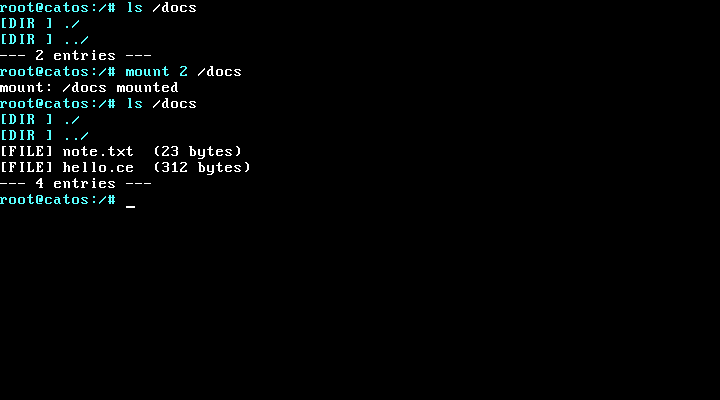 root@catos:/# ls /docs
[DIR ] ./
[DIR ] ../
--- 2 entries ---
root@catos:/# mount 2 /docs
mount: /docs mounted
root@catos:/# ls /docs
[DIR ] ./
[DIR ] ../
[FILE] note.txt  (23 bytes)
[FILE] hello.ce  (312 bytes)
--- 4 entries ---
root@catos:/# _